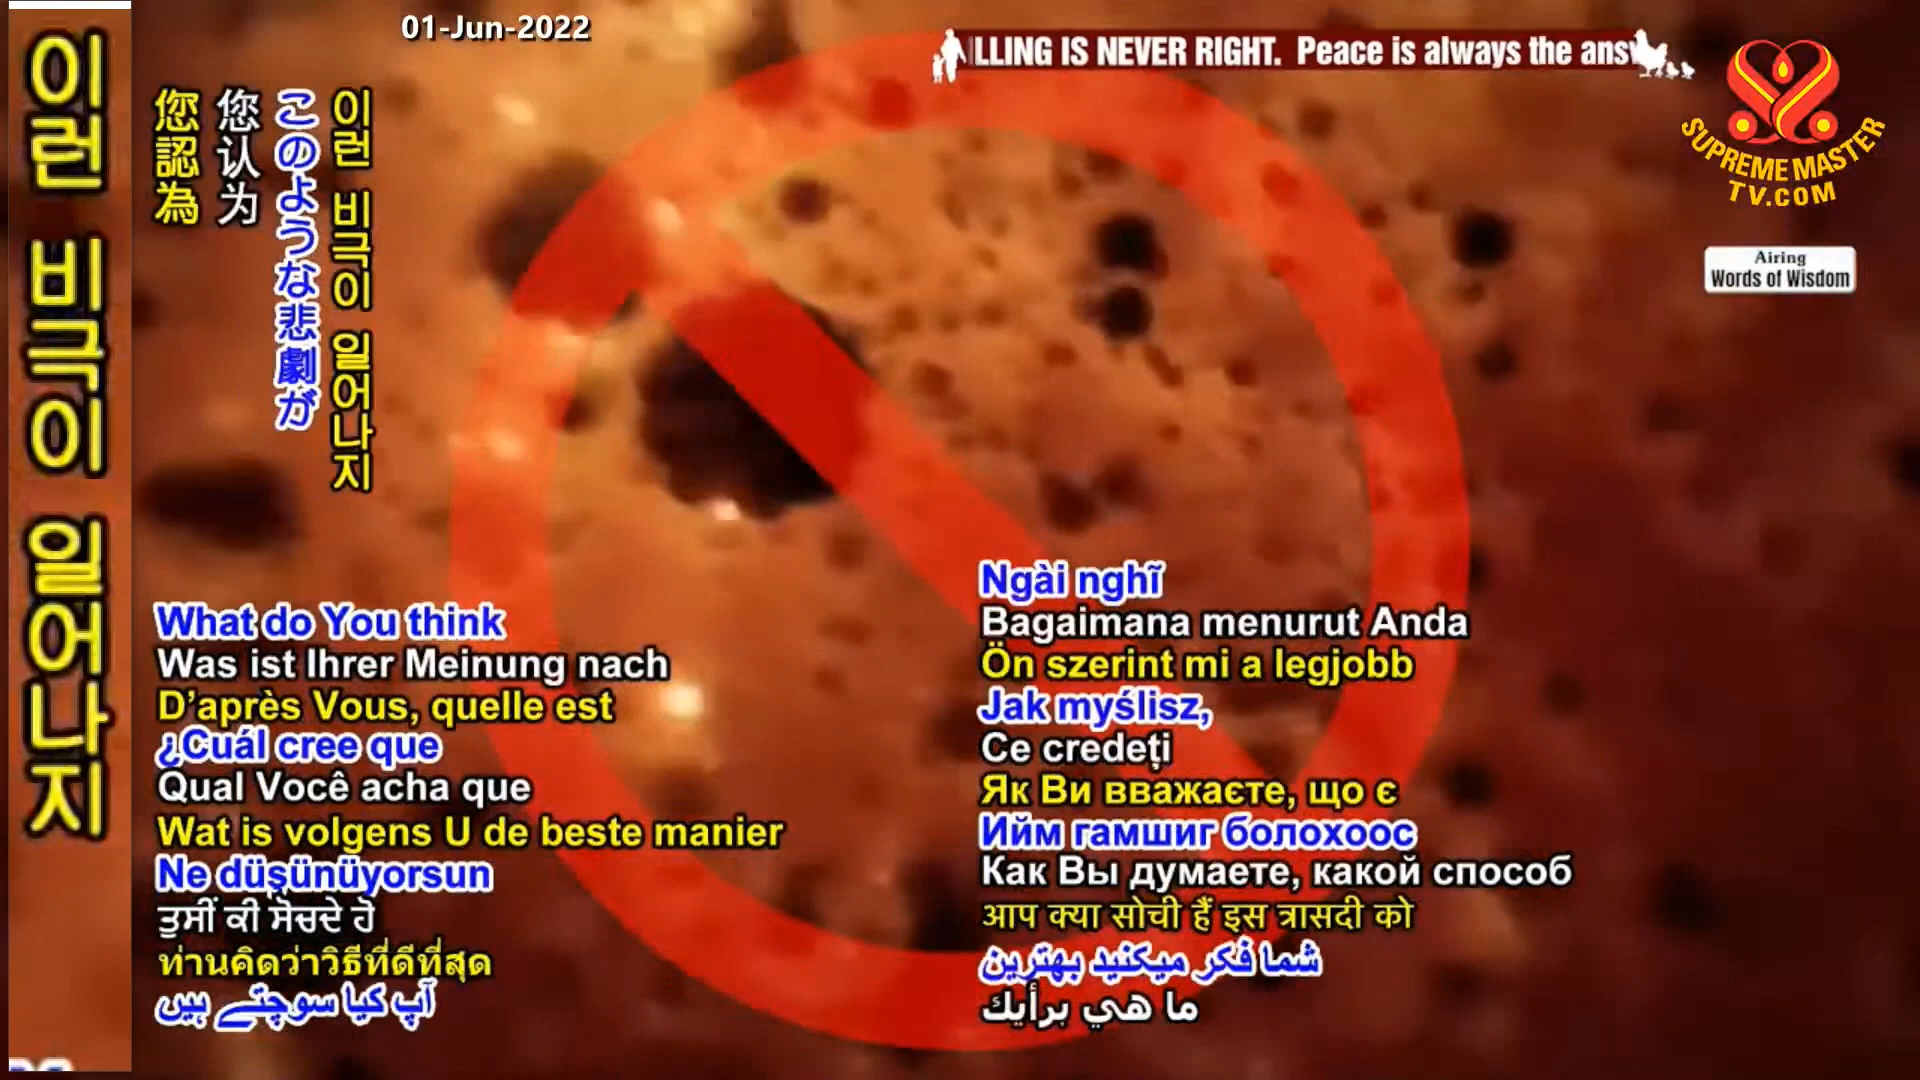 01-Jun-2022
LLING IS NEVER RIGHT. Peace is always the ans
SUPREME MASTER
TV.COM
Airing
Words of Wisdom
이런 비극이 일어나지
您認為
您认为
このような悲劇が
이런 비극이 일어나지
What do You think
Was ist Ihrer Meinung nach
D'après Vous, quelle est
¿Cuál cree que
Qual Você acha que
Wat is volgens U de beste manier
Ne düşünüyorsun
ਤੁਸੀਂ ਕੀ ਸੋਚਦੇ ਹੋ
ท่านคิดว่าวิธีที่ดีที่สุด
آپ کیا سوچتے ہیں
Ngài nghĩ
Bagaimana menurut Anda
Ön szerint mi a legjobb
Jak myślisz,
Ce credeți
Як Ви вважаєте, що є
Ийм гамшиг болохоос
Как Вы думаете, какой способ
आप क्या सोची हैं इस त्रासदी को
شما فکر میکنید بهترین
ما هي برأيك